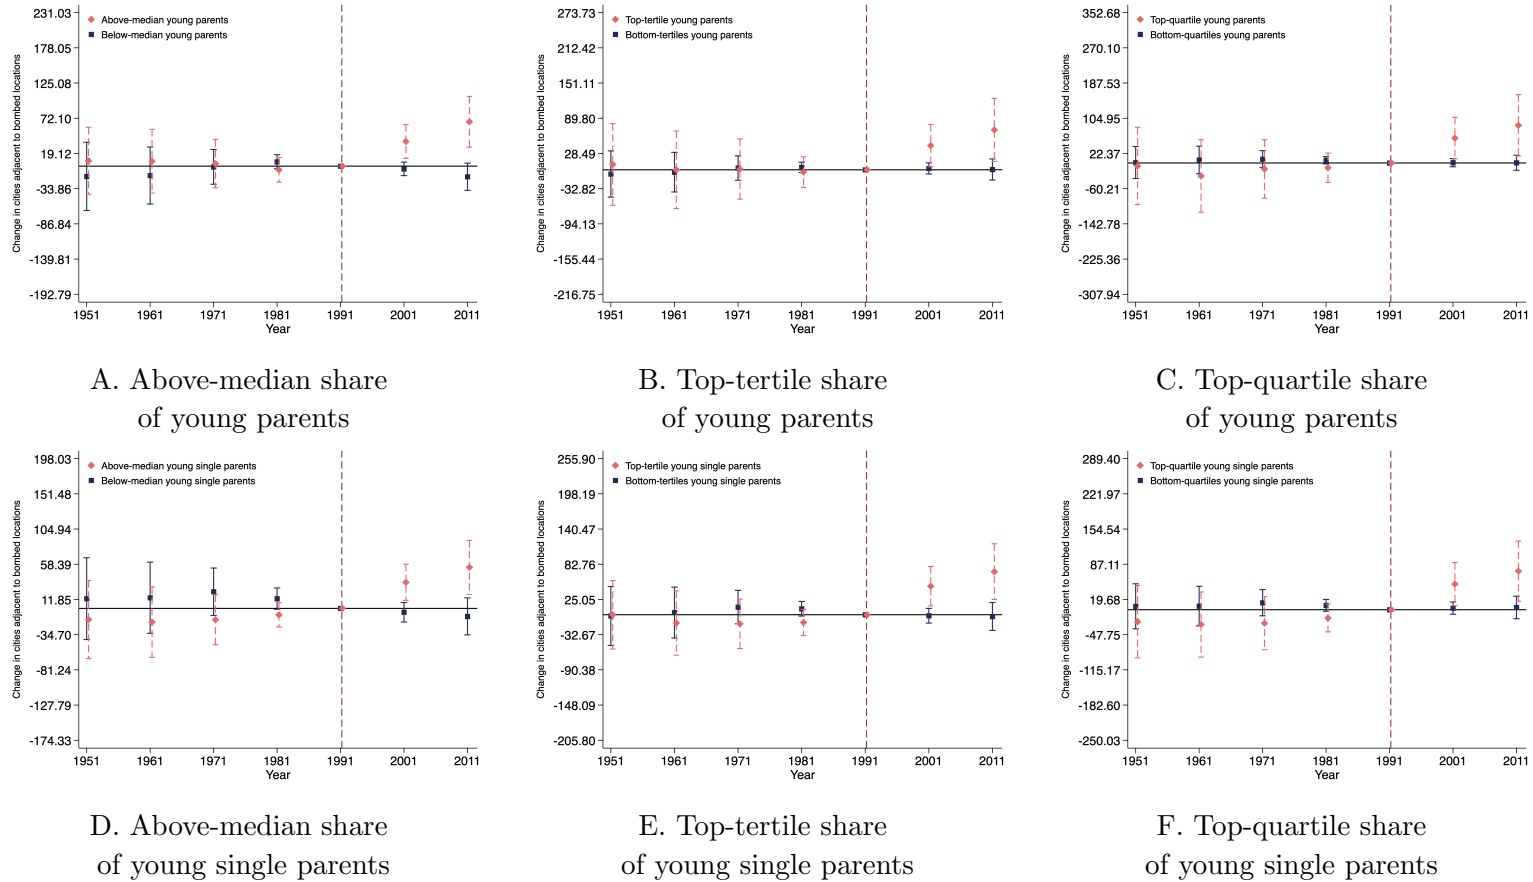 231.03
178.05
125.08
72.10
19.12
-33.86
-86.84
-139.81
-192.79
Change in cities adjacent to bombed locations
Above-median young parents
Below-median young parents
1951 1961 1971 1981 1991 2001 2011
Year
273.73
212.42
151.11
89.80
28.49
-32.82
-94.13
-155.44
-216.75
Change in cities adjacent to bombed locations
Top-tertile young parents
Bottom-tertiles young parents
1951 1961 1971 1981 1991 2001 2011
Year
352.68
270.10
187.53
104.95
22.37
-60.21
-142.78
-225.36
-307.94
Change in cities adjacent to bombed locations
Top-quartile young parents
Bottom-quartiles young parents
1951 1961 1971 1981 1991 2001 2011
Year
A. Above-median share
of young parents
B. Top-tertile share
of young parents
C. Top-quartile share
of young parents
198.03
151.48
104.94
58.39
11.85
-34.70
-81.24
-127.79
-174.33
Change in cities adjacent to bombed locations
Above-median young single parents
Below-median young single parents
1951 1961 1971 1981 1991 2001 2011
Year
255.90
198.19
140.47
82.76
25.05
-32.67
-90.38
-148.09
-205.80
Change in cities adjacent to bombed locations
Top-tertile young single parents
Bottom-tertiles young single parents
1951 1961 1971 1981 1991 2001 2011
Year
289.40
221.97
154.54
87.11
19.68
-47.75
-115.17
-182.60
-250.03
Change in cities adjacent to bombed locations
Top-quartile young single parents
Bottom-quartiles young single parents
1951 1961 1971 1981 1991 2001 2011
Year
D. Above-median share
of young single parents
E. Top-tertile share
of young single parents
F. Top-quartile share
of young single parents